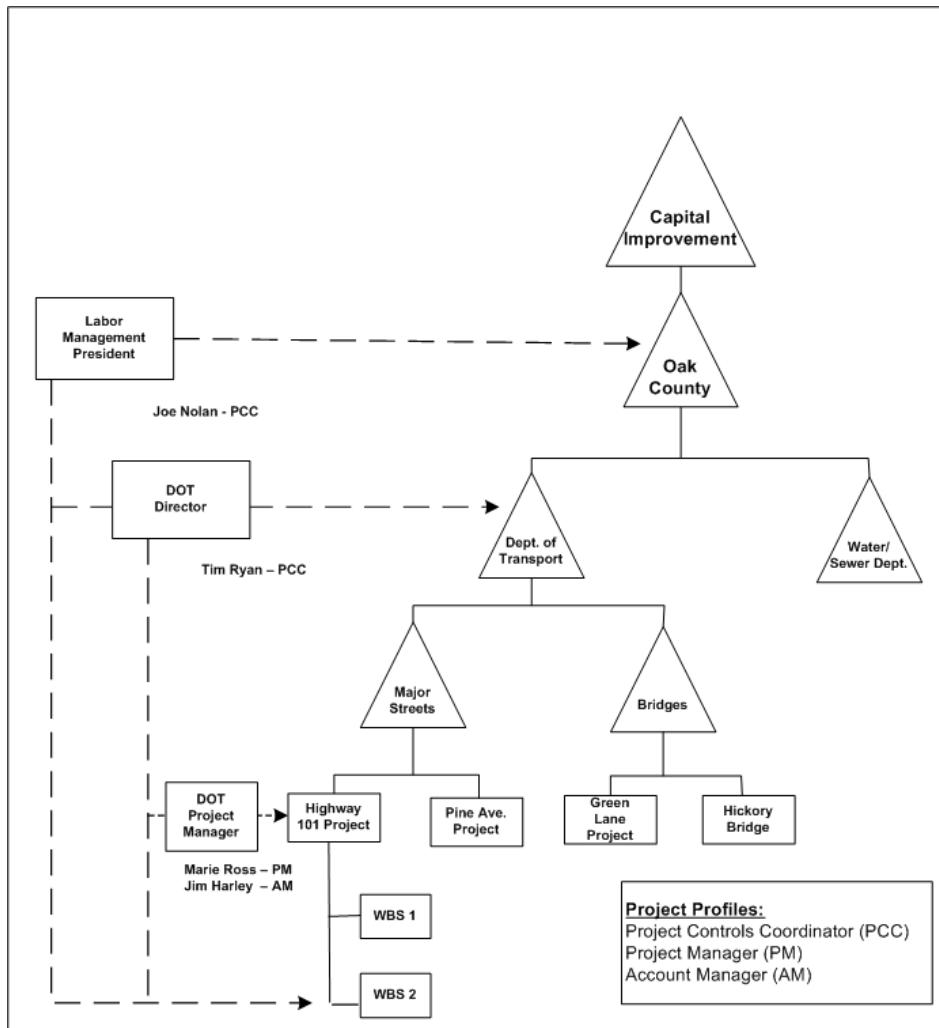 Capital
Improvement
Labor
Management
President
Oak
County
Joe Nolan - PCC
DOT
Director
Dept. of
Transport
Water/
Sewer Dept.
Tim Ryan – PCC
Major
Streets
Bridges
DOT
Project
Manager
Highway
101 Project
Pine Ave.
Project
Green
Lane
Project
Hickory
Bridge
Marie Ross – PM
Jim Harley – AM
WBS 1
WBS 2
Project Profiles:
Project Controls Coordinator (PCC)
Project Manager (PM)
Account Manager (AM)